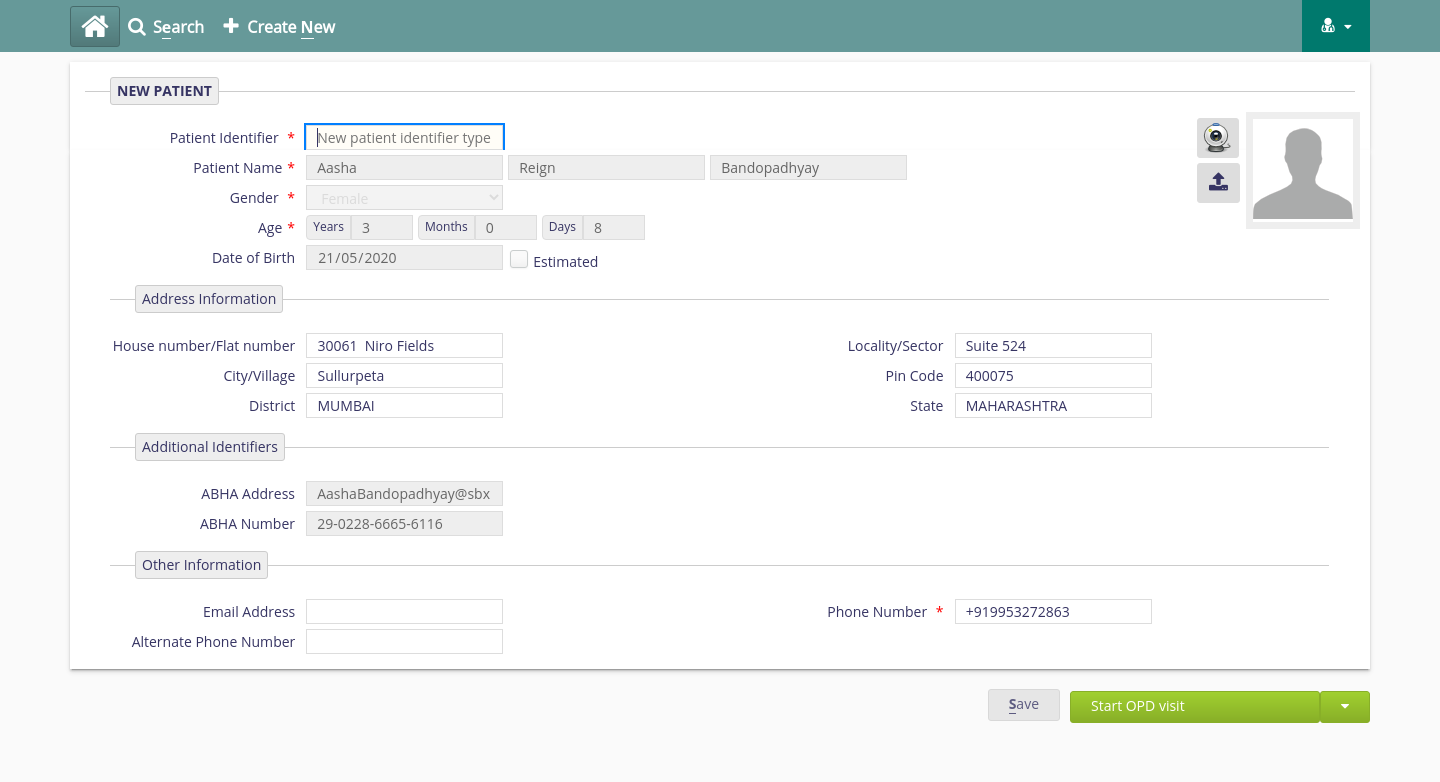 Search Create New
NEW PATIENT
Patient Identifier * New patient identifier type
Patient Name * Aasha Reign Bandopadhyay
Gender * Female
Age * Years 3 Months 0 Days 8
Date of Birth 21/05/2020 Estimated
Address Information
House number/Flat number 30061 Niro Fields Locality/Sector Suite 524
City/Village Sullurpeta Pin Code 400075
District MUMBAI State MAHARASHTRA
Additional Identifiers
ABHA Address AashaBandopadhyay@sbx
ABHA Number 29-0228-6665-6116
Other Information
Email Address Phone Number * +919953272863
Alternate Phone Number
Save Start OPD visit